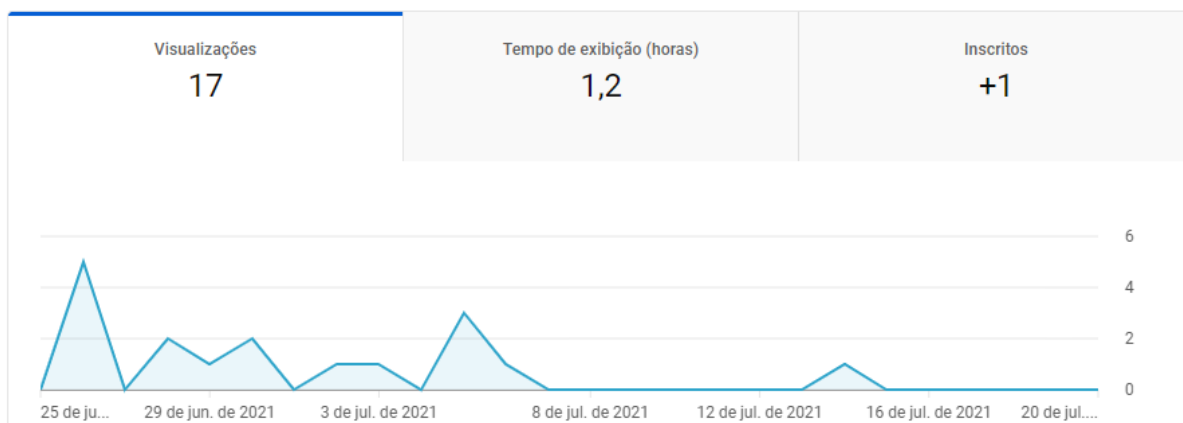 Visualizações
17
Tempo de exibição (horas)
1,2
Inscritos
+1
6
4
2
0
25 de ju...
29 de jun. de 2021
3 de jul. de 2021
8 de jul. de 2021
12 de jul. de 2021
16 de jul. de 2021
20 de jul....